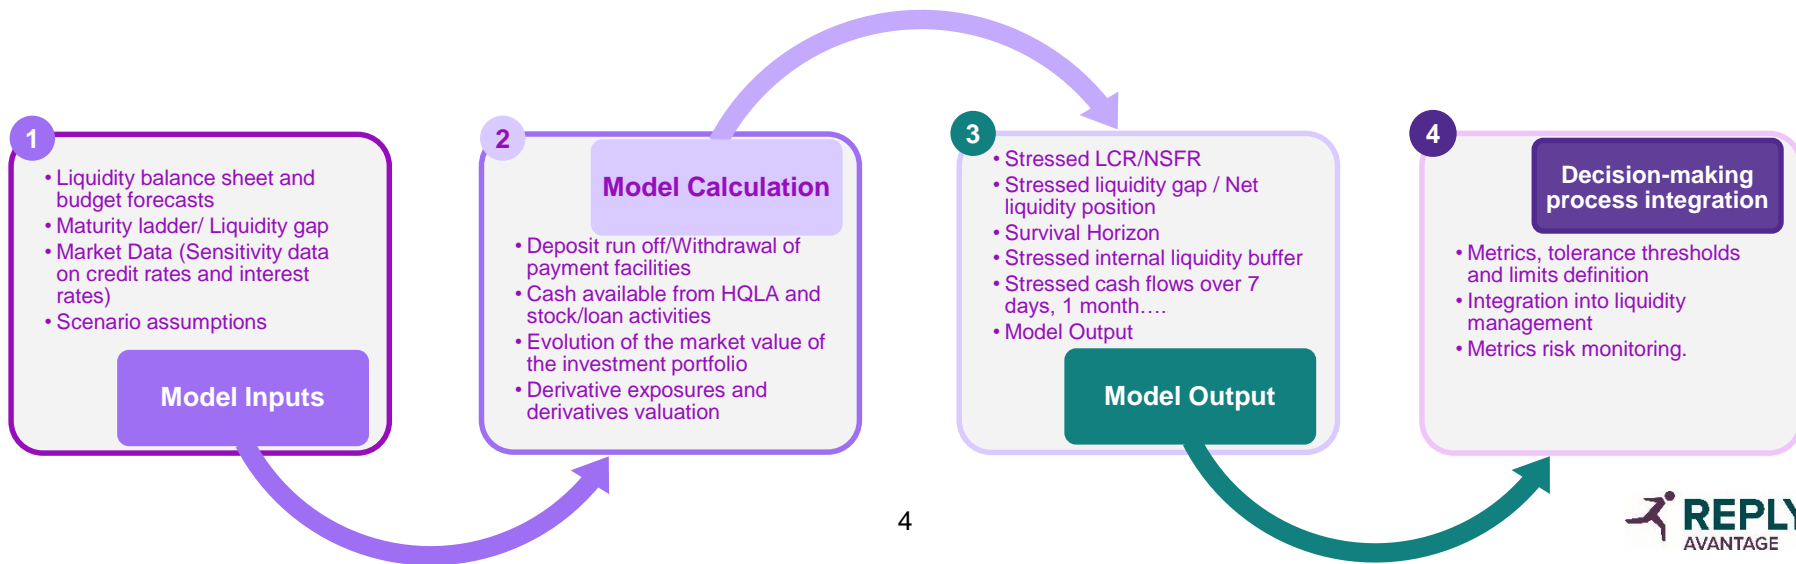 1
• Liquidity balance sheet and
budget forecasts
• Maturity ladder/ Liquidity gap
• Market Data (Sensitivity data
on credit rates and interest
rates)
• Scenario assumptions
Model Inputs
2
Model Calculation
• Deposit run off/Withdrawal of
payment facilities
• Cash available from HQLA and
stock/loan activities
• Evolution of the market value of
the investment portfolio
• Derivative exposures and
derivatives valuation
3
• Stressed LCR/NSFR
• Stressed liquidity gap / Net
liquidity position
• Survival Horizon
• Stressed internal liquidity buffer
• Stressed cash flows over 7
days, 1 month….
• Model Output
Model Output
4
Decision-making
process integration
• Metrics, tolerance thresholds
and limits definition
• Integration into liquidity
management
• Metrics risk monitoring.
4
REPLY
AVANTAGE